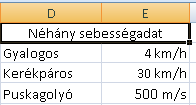 D E
Néhány sebességadat
Gyalogos 4 km/h
Kerékpáros 30 km/h
Puskagolyó 500 m/s